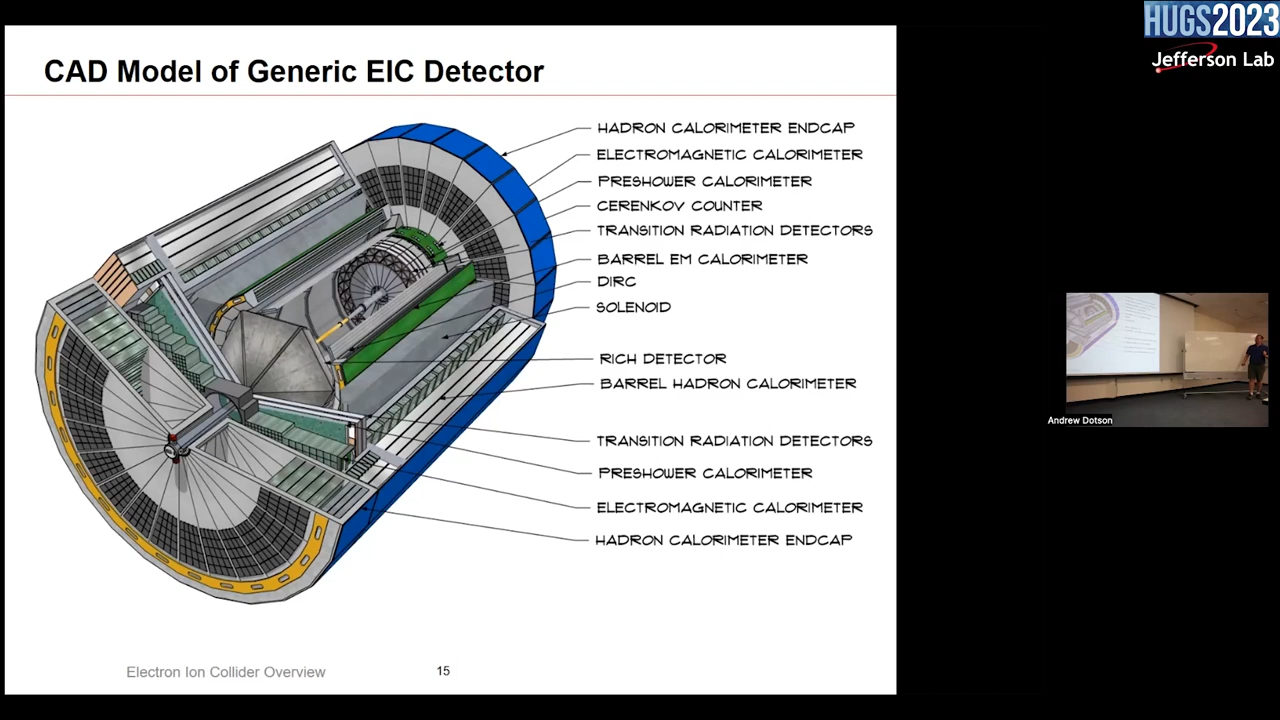 HUGS2023
Jefferson Lab
CAD Model of Generic EIC Detector
HADRON CALORIMETER ENDCAP
ELECTROMAGNETIC CALORIMETER
PRESHOWER CALORIMETER
CERENKOV COUNTER
TRANSITION RADIATION DETECTORS
BARREL EM CALORIMETER
DIRC
SOLENOID
RICH DETECTOR
BARREL HADRON CALORIMETER
TRANSITION RADIATION DETECTORS
PRESHOWER CALORIMETER
ELECTROMAGNETIC CALORIMETER
HADRON CALORIMETER ENDCAP
Andrew Dotson
Electron Ion Collider Overview
15